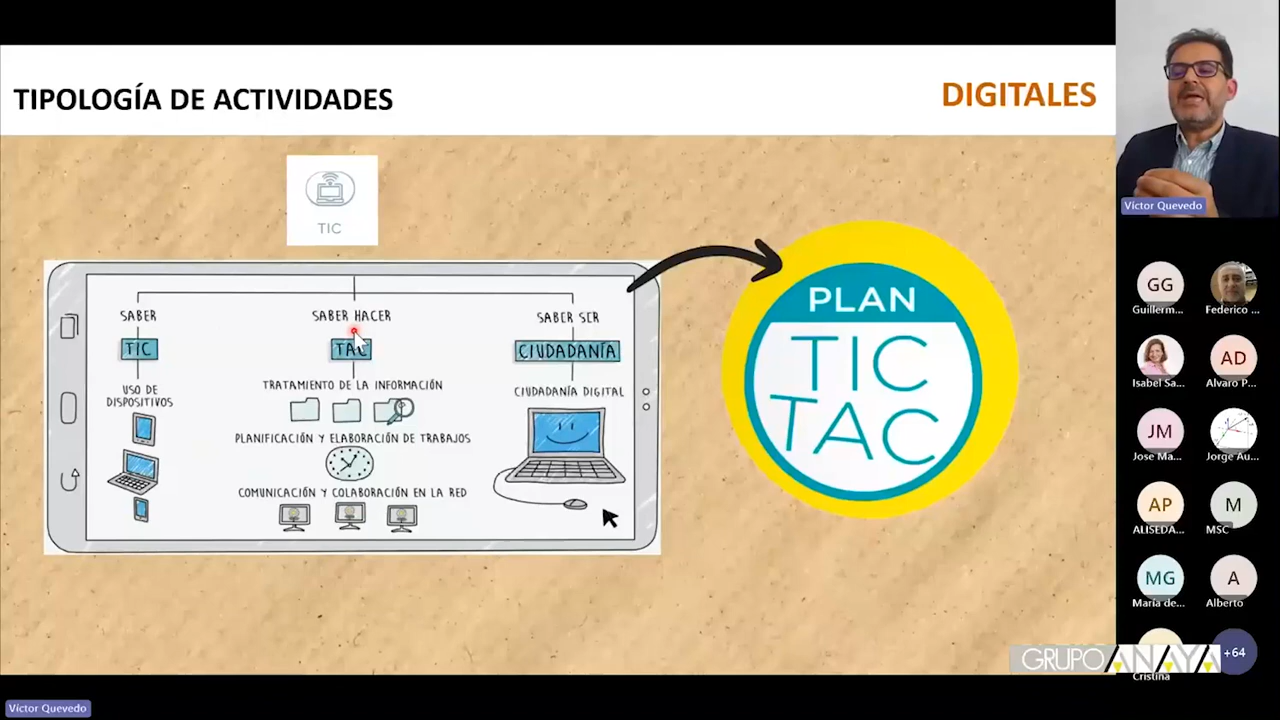 TIPOLOGÍA DE ACTIVIDADES
DIGITALES
TIC
SABER
TIC
USO DE
DISPOSITIVOS
SABER HACER
TAC
TRATAMIENTO DE LA INFORMACIÓN
PLANIFICACIÓN Y ELABORACIÓN DE TRABAJOS
COMUNICACIÓN Y COLABORACIÓN EN LA RED
SABER SER
CIUDADANÍA
CIUDADANÍA DIGITAL
PLAN
TIC
TAC
Víctor Quevedo
GG
Guillerm...
Federico ...
Isabel Sa...
AD
Alvaro P...
JM
Jose Ma...
Jorge Au...
AP
ALISEDA...
M
MSC
MG
María de...
A
Alberto
Cristina
+64
GRUPO ANAYA
Víctor Quevedo